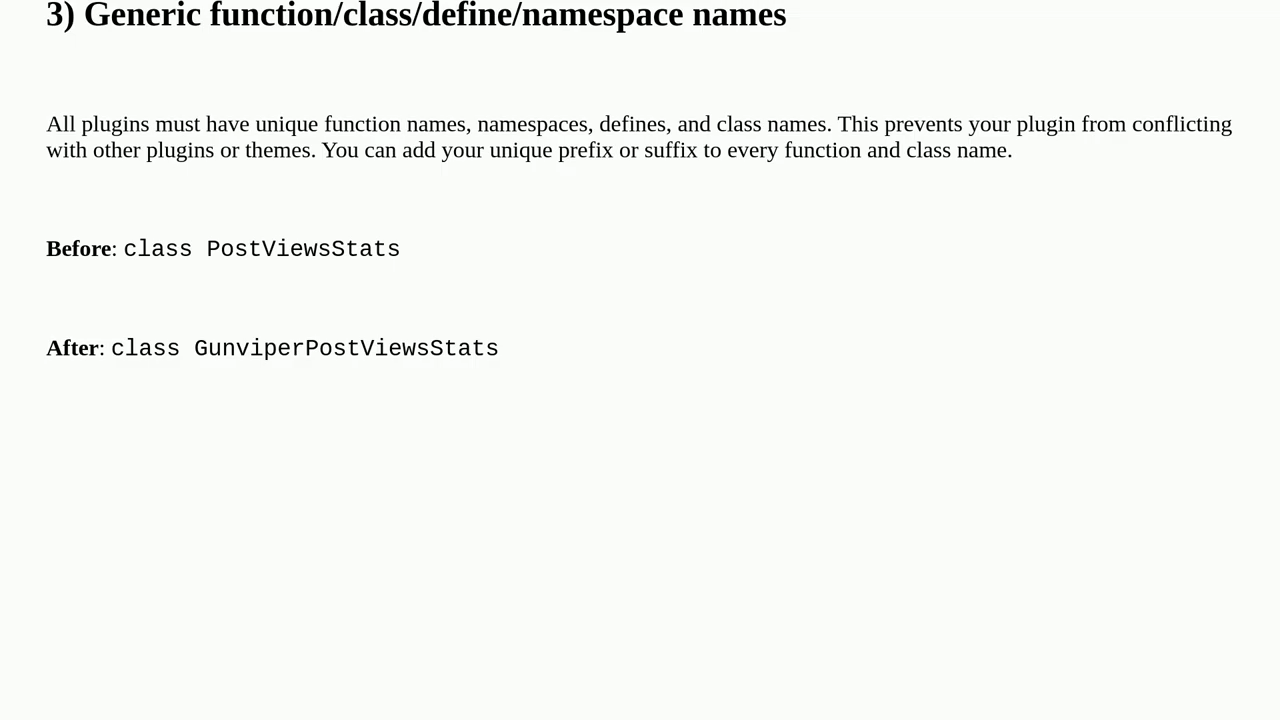 3) Generic function/class/define/namespace names
All plugins must have unique function names, namespaces, defines, and class names. This prevents your plugin from conflicting
with other plugins or themes. You can add your unique prefix or suffix to every function and class name.
Before: class PostViewsStats
After: class GunviperPostViewsStats